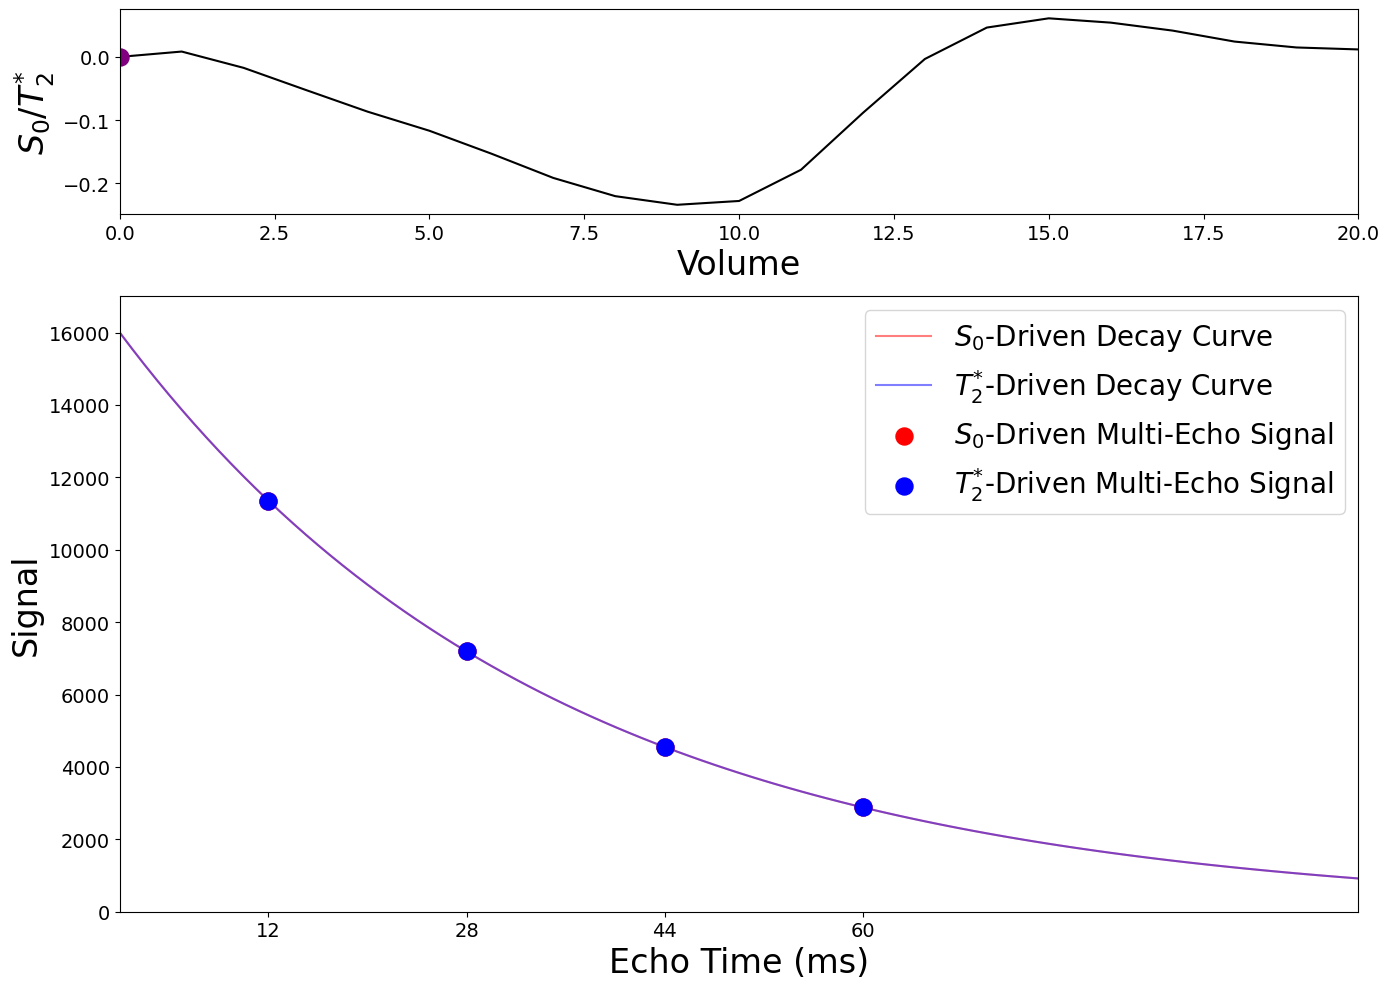 S₀/T₂*
0.0
−0.1
−0.2
0.0 2.5 5.0 7.5 10.0 12.5 15.0 17.5 20.0
Volume
Signal
16000
14000
12000
10000
8000
6000
4000
2000
0
S₀-Driven Decay Curve
T₂*-Driven Decay Curve
S₀-Driven Multi-Echo Signal
T₂*-Driven Multi-Echo Signal
12 28 44 60
Echo Time (ms)